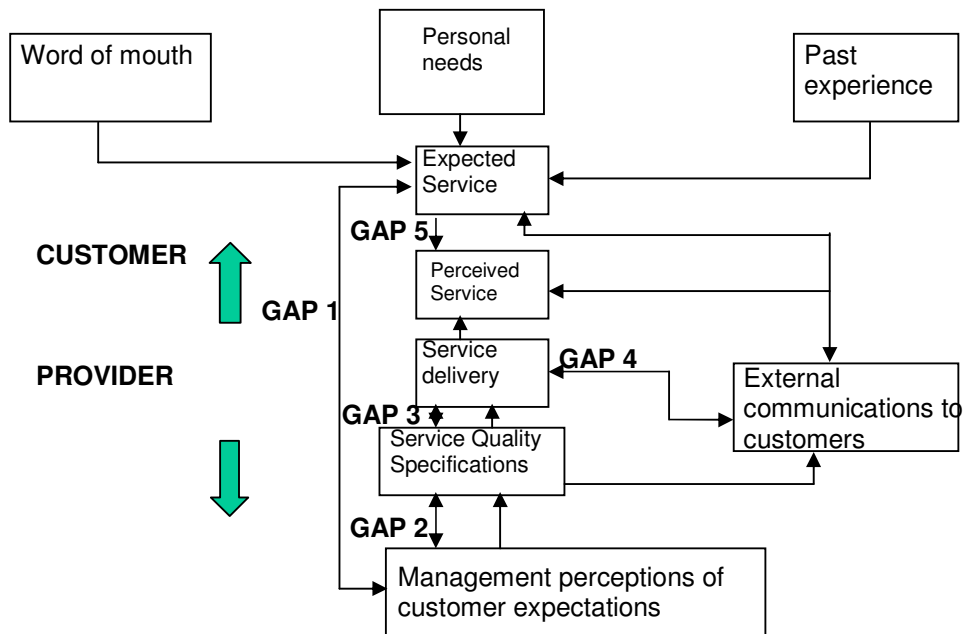 Word of mouth
Personal
needs
Past
experience
Expected
Service
GAP 5
CUSTOMER
Perceived
Service
GAP 1
PROVIDER
Service
delivery
GAP 4
External
communications to
customers
GAP 3
Service Quality
Specifications
GAP 2
Management perceptions of
customer expectations